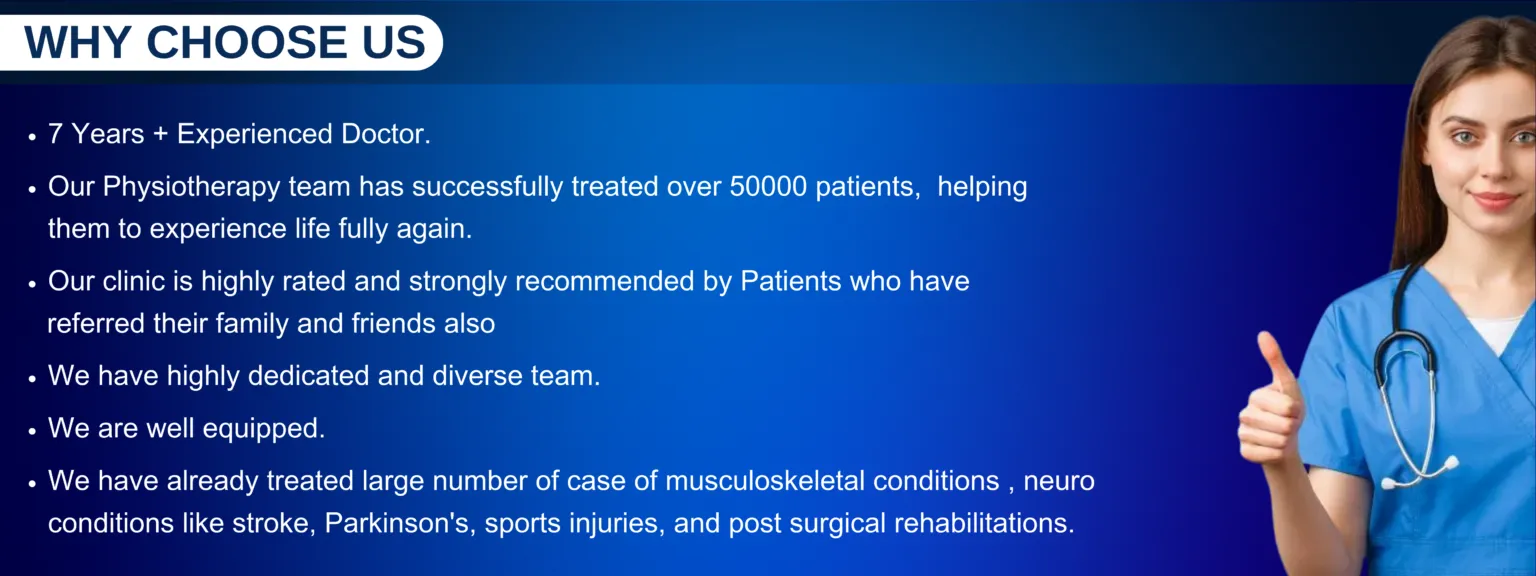 WHY CHOOSE US
• 7 Years + Experienced Doctor.
• Our Physiotherapy team has successfully treated over 50000 patients,  helping
them to experience life fully again.
• Our clinic is highly rated and strongly recommended by Patients who have
referred their family and friends also
• We have highly dedicated and diverse team.
• We are well equipped.
• We have already treated large number of case of musculoskeletal conditions , neuro
conditions like stroke, Parkinson's, sports injuries, and post surgical rehabilitations.